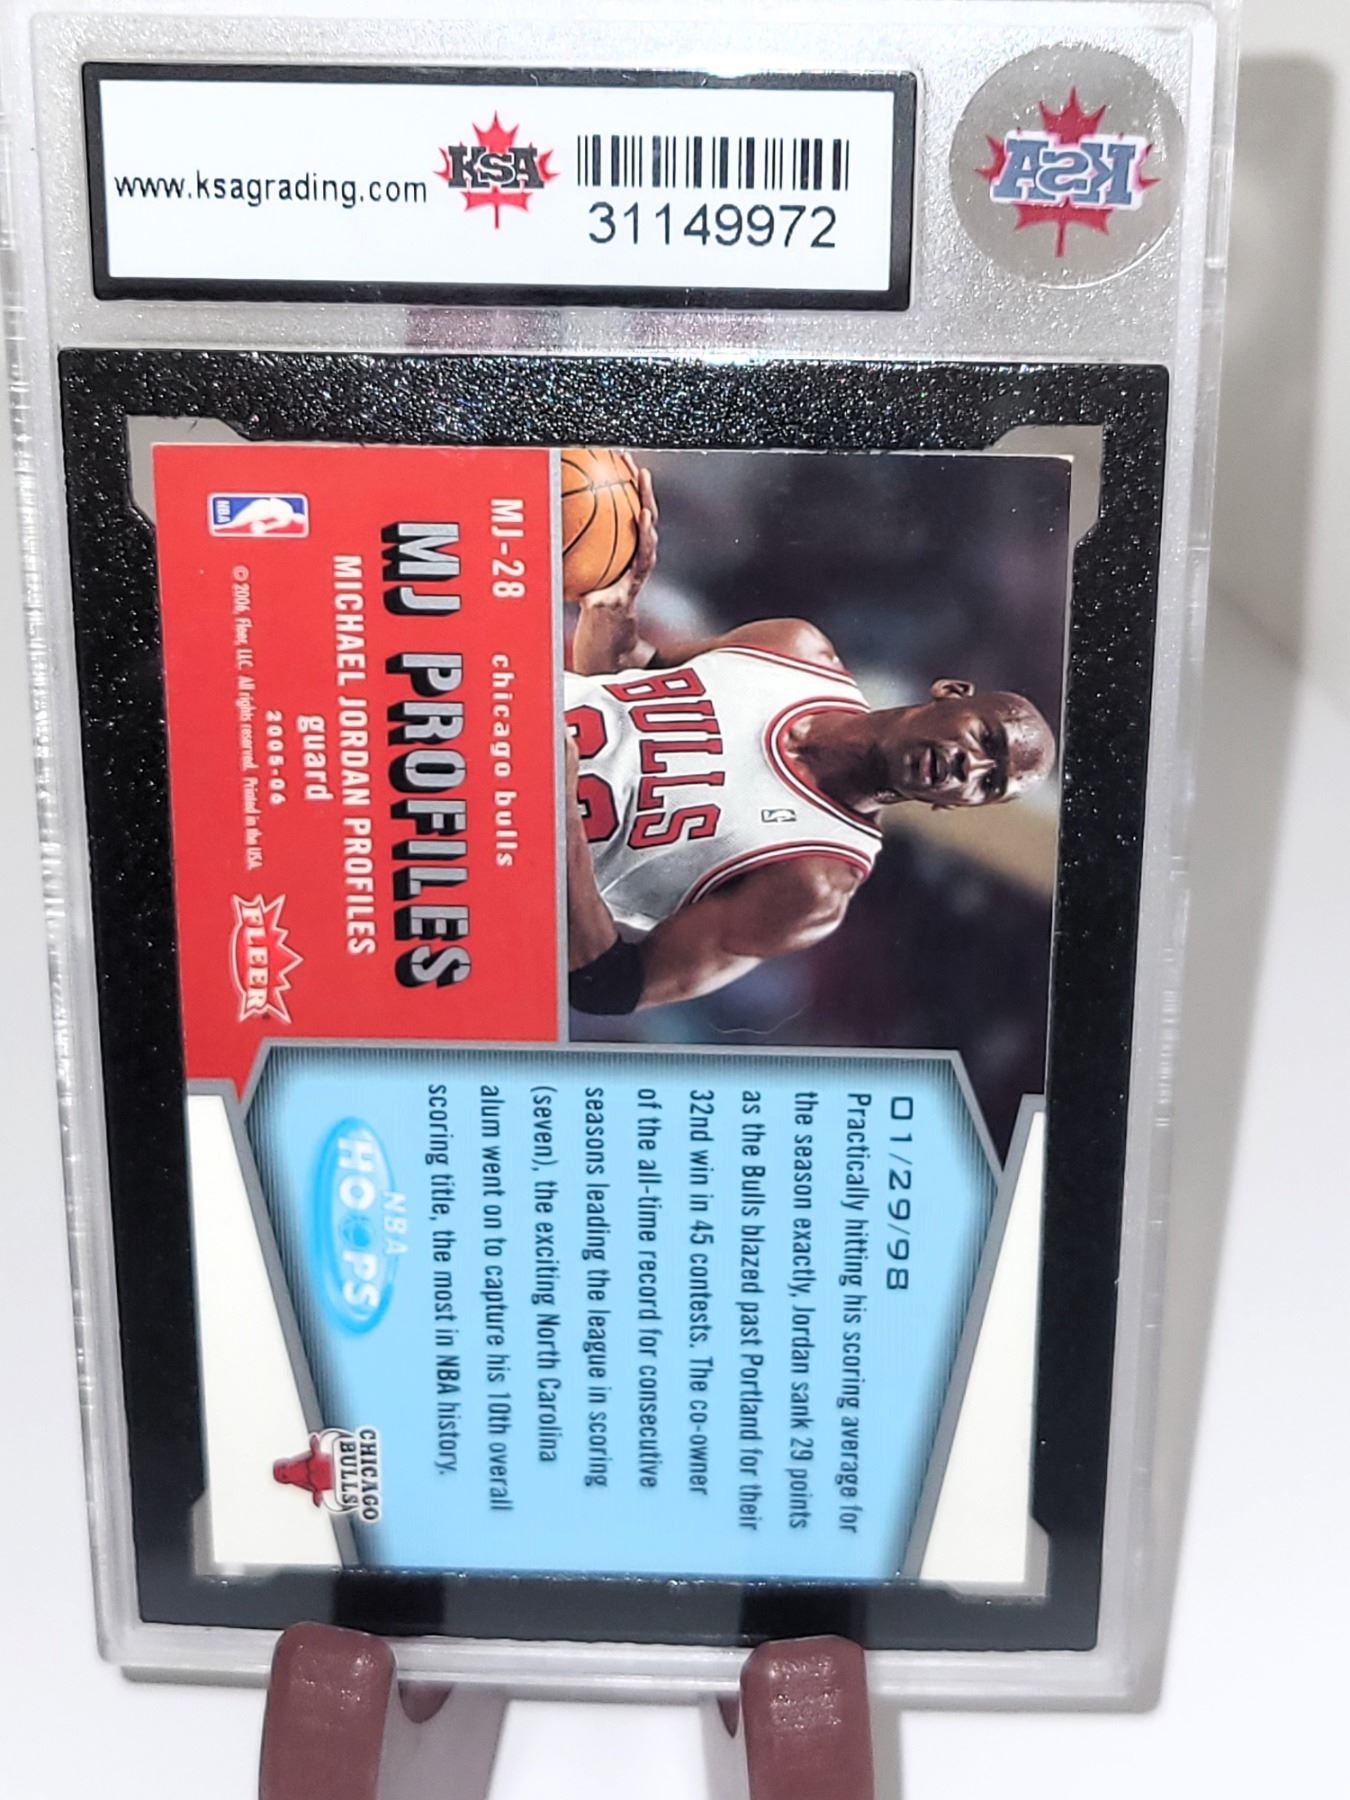 www.ksagrading.com
KSA
31149972
KSA
MJ-28 chicago bulls
MJ PROFILES
MICHAEL JORDAN PROFILES
guard
2005-06
© 2006, Fleer, LLC. All rights reserved. Printed in the USA.
NBA
FLEER
BULLS
01/29/98
Practically hitting his scoring average for
the season exactly, Jordan sank 29 points
as the Bulls blazed past Portland for their
32nd win in 45 contests. The co-owner
of the all-time record for consecutive
seasons leading the league in scoring
(seven), the exciting North Carolina
alum went on to capture his 10th overall
scoring title, the most in NBA history.
NBA
HOOPS
CHICAGO
BULLS